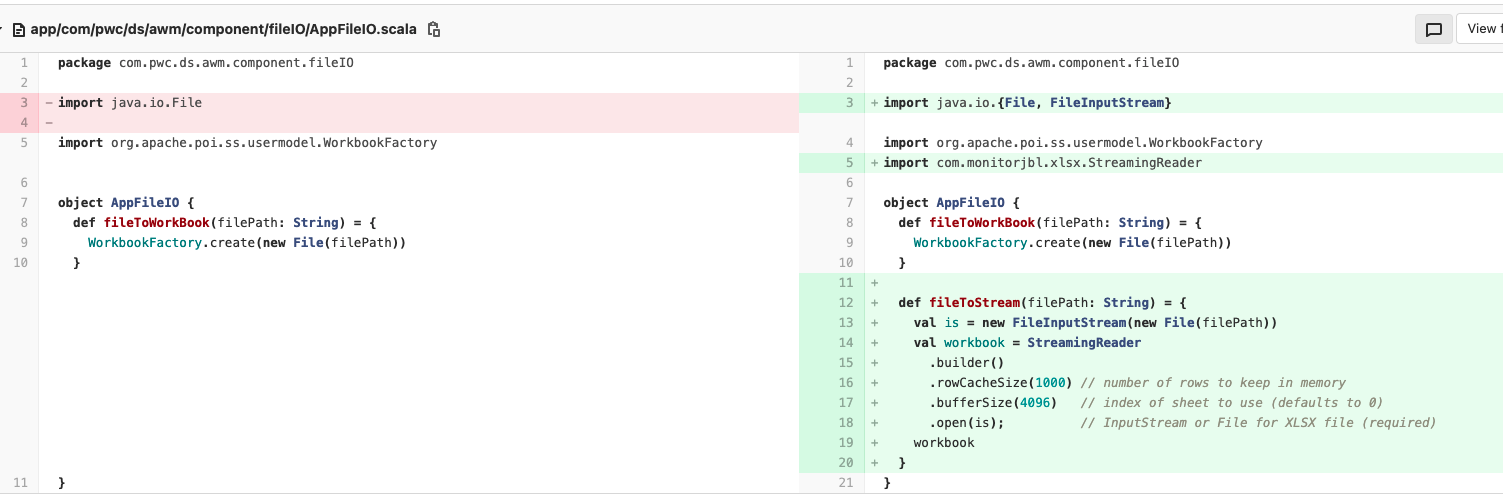 app/com/pwc/ds/awm/component/fileIO/AppFileIO.scala
View f
1 package com.pwc.ds.awm.component.fileIO
2
3 - import java.io.File
4 -
5 import org.apache.poi.ss.usermodel.WorkbookFactory
6
7 object AppFileIO {
8 def fileToWorkBook(filePath: String) = {
9 WorkbookFactory.create(new File(filePath))
10 }
11 }
1 package com.pwc.ds.awm.component.fileIO
2
3 + import java.io.{File, FileInputStream}
4 import org.apache.poi.ss.usermodel.WorkbookFactory
5 + import com.monitorjbl.xlsx.StreamingReader
6
7 object AppFileIO {
8 def fileToWorkBook(filePath: String) = {
9 WorkbookFactory.create(new File(filePath))
10 }
11 +
12 + def fileToStream(filePath: String) = {
13 + val is = new FileInputStream(new File(filePath))
14 + val workbook = StreamingReader
15 + .builder()
16 + .rowCacheSize(1000) // number of rows to keep in memory
17 + .bufferSize(4096) // index of sheet to use (defaults to 0)
18 + .open(is); // InputStream or File for XLSX file (required)
19 + workbook
20 + }
21 }